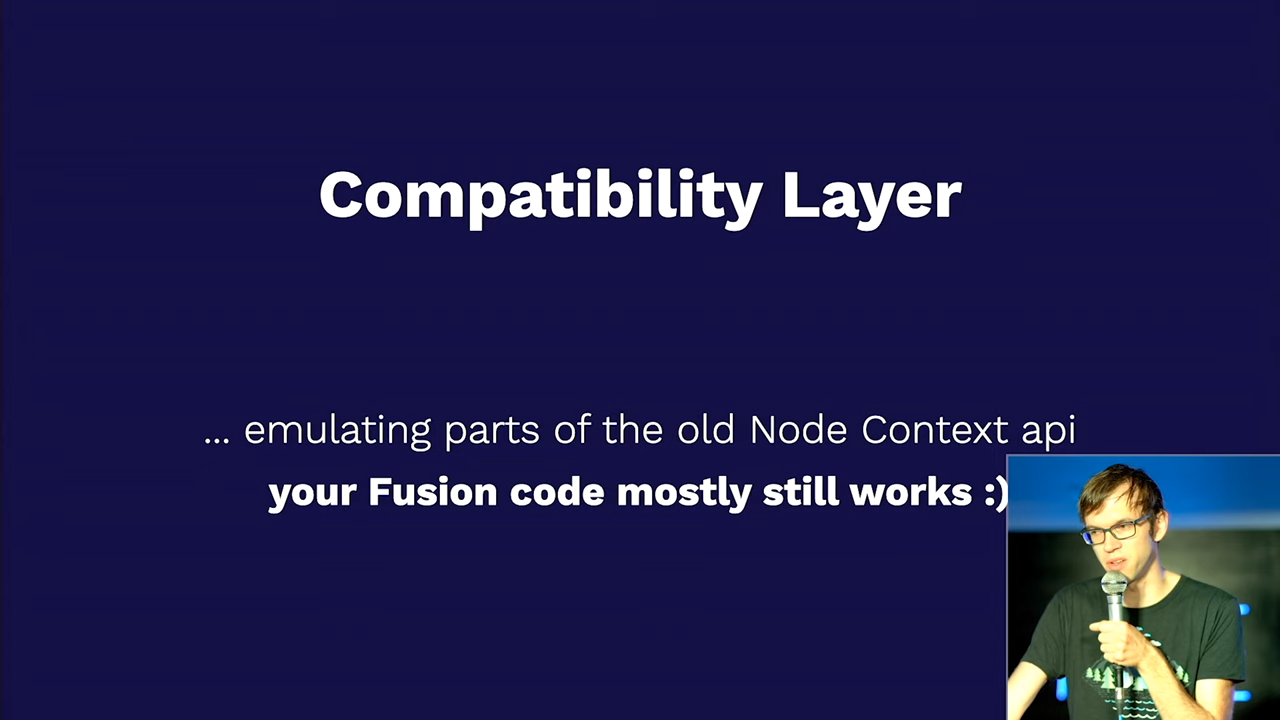 Compatibility Layer
... emulating parts of the old Node Context api
your Fusion code mostly still works :)